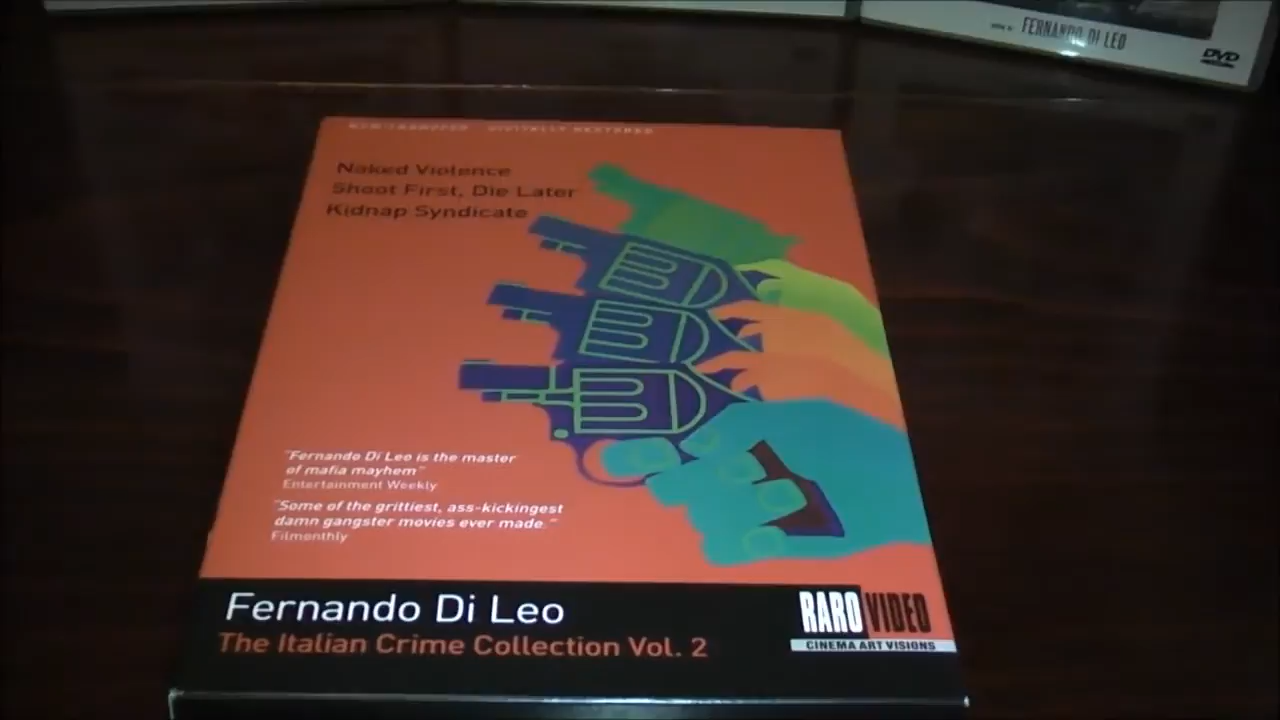 FERNANDO DI LEO
DVD
DIGITALLY RESTORED
Naked Violence
Shoot First, Die Later
Kidnap Syndicate
"Fernando Di Leo is the master
of mafia mayhem"
Entertainment Weekly
"Some of the grittiest, ass-kickingest
damn gangster movies ever made."
Filmonthly
Fernando Di Leo
The Italian Crime Collection Vol. 2
RARO VIDEO
CINEMA ART VISIONS